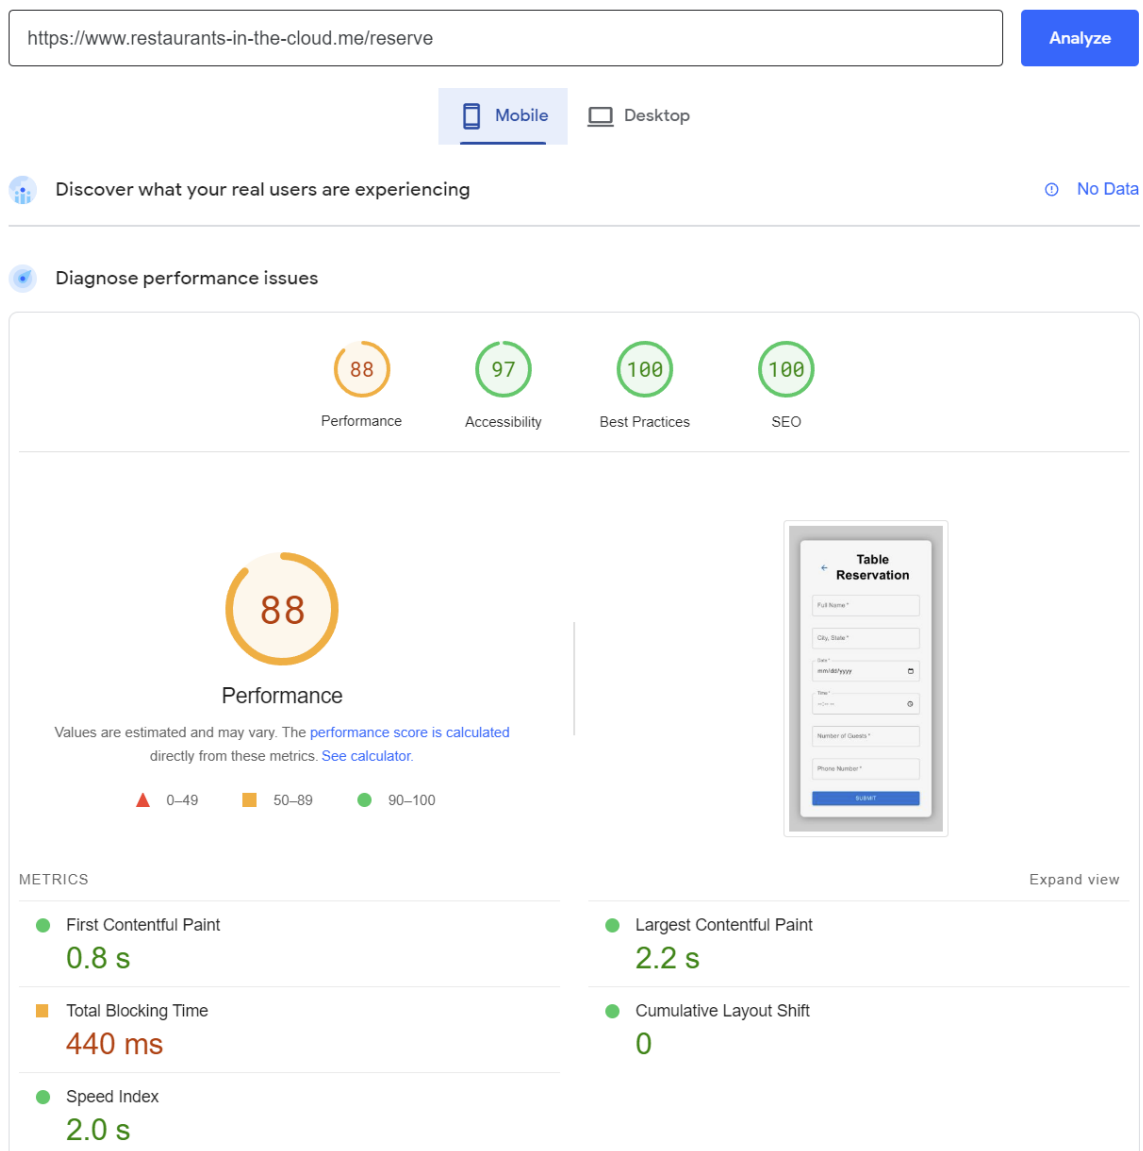 https://www.restaurants-in-the-cloud.me/reserve
Analyze
Mobile
Desktop
Discover what your real users are experiencing
No Data
Diagnose performance issues
88
97
100
100
Performance
Accessibility
Best Practices
SEO
88
Performance
Values are estimated and may vary. The performance score is calculated
directly from these metrics. See calculator.
0–49
50–89
90–100
Table
Reservation
Full Name *
City, State *
Date *
mm/dd/yyyy
Time *
--:-- --
Number of Guests *
Phone Number *
SUBMIT
METRICS
Expand view
First Contentful Paint
0.8 s
Largest Contentful Paint
2.2 s
Total Blocking Time
440 ms
Cumulative Layout Shift
0
Speed Index
2.0 s